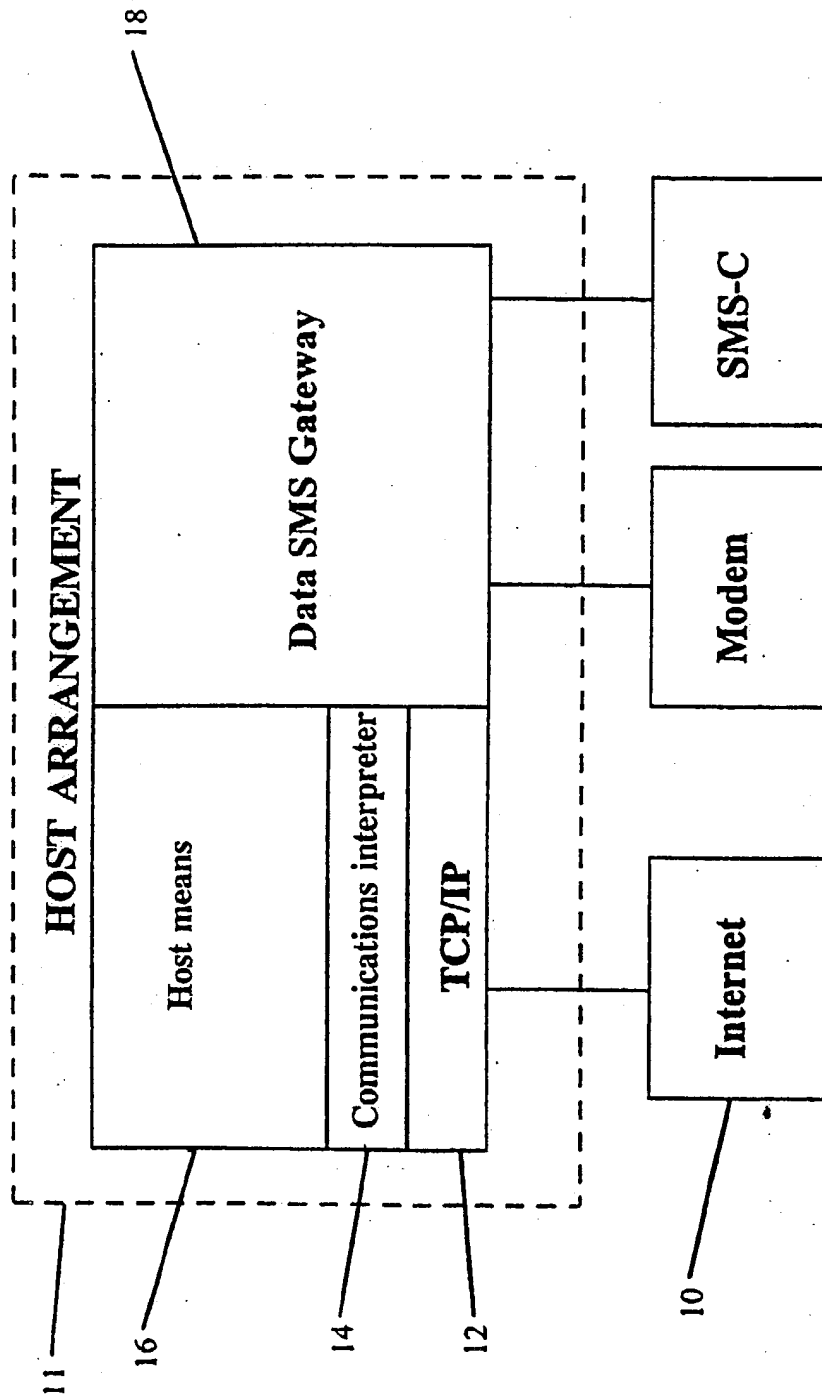 HOST ARRANGEMENT
18
11
Host means
16
Data SMS Gateway
Communications interpreter
14
TCP/IP
12
Internet
10
Modem
SMS-C